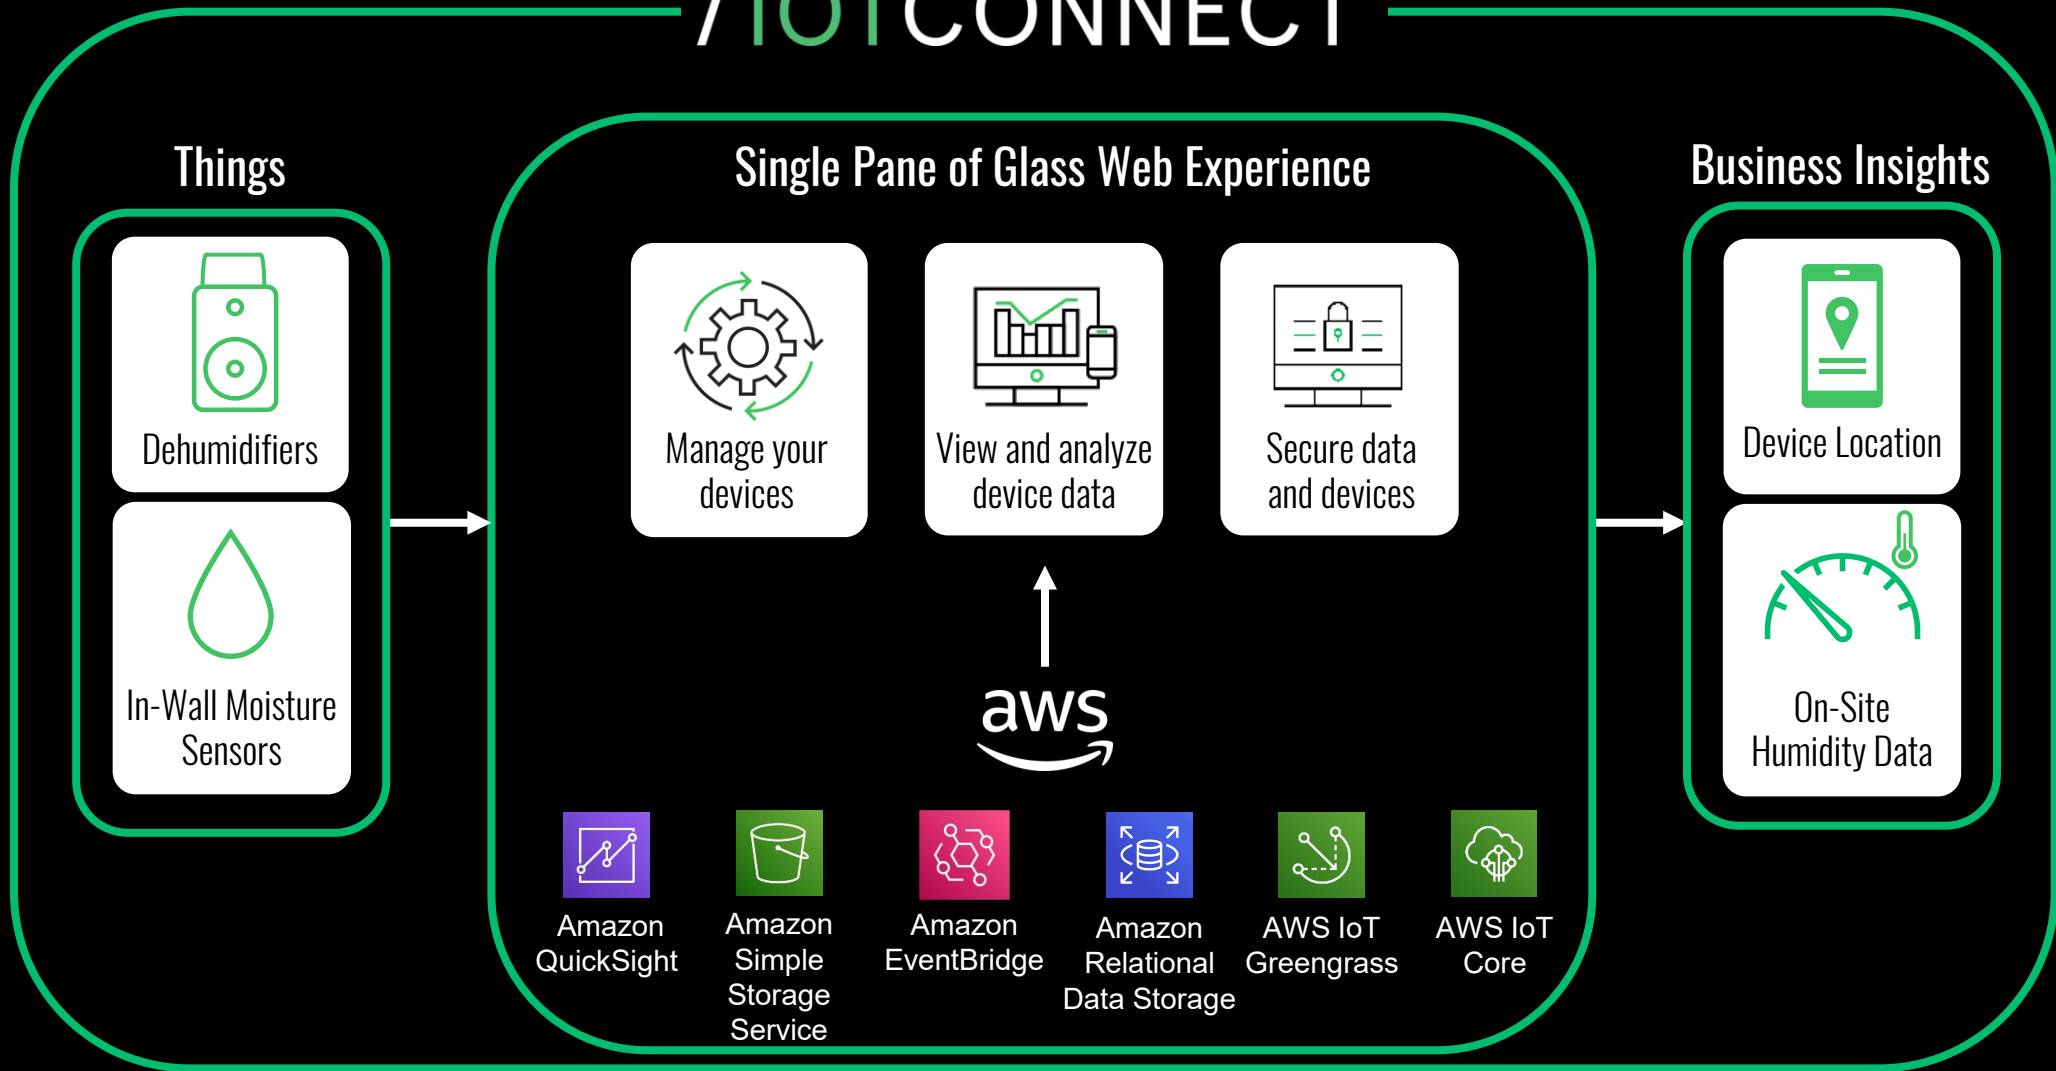 /IOTCONNECT
Things
Dehumidifiers
In-Wall Moisture
Sensors
Single Pane of Glass Web Experience
Manage your
devices
View and analyze
device data
Secure data
and devices
aws
Amazon
QuickSight
Amazon
Simple
Storage
Service
Amazon
EventBridge
Amazon
Relational
Data Storage
AWS IoT
Greengrass
AWS IoT
Core
Business Insights
Device Location
On-Site
Humidity Data